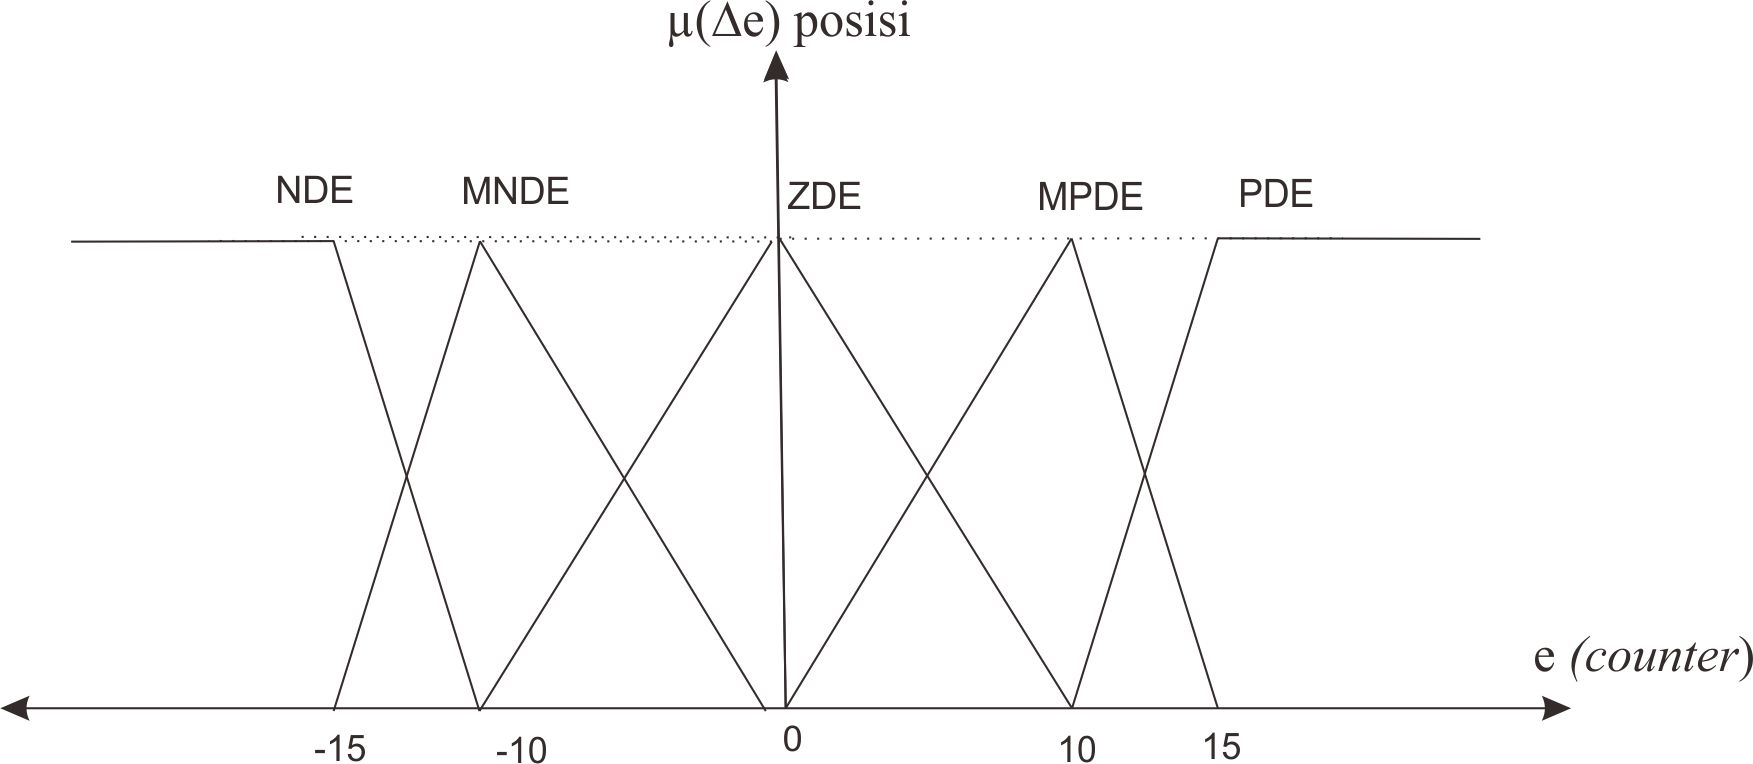 μ(Δe) posisi
NDE MNDE ZDE MPDE PDE
e (counter)
-15 -10 0 10 15